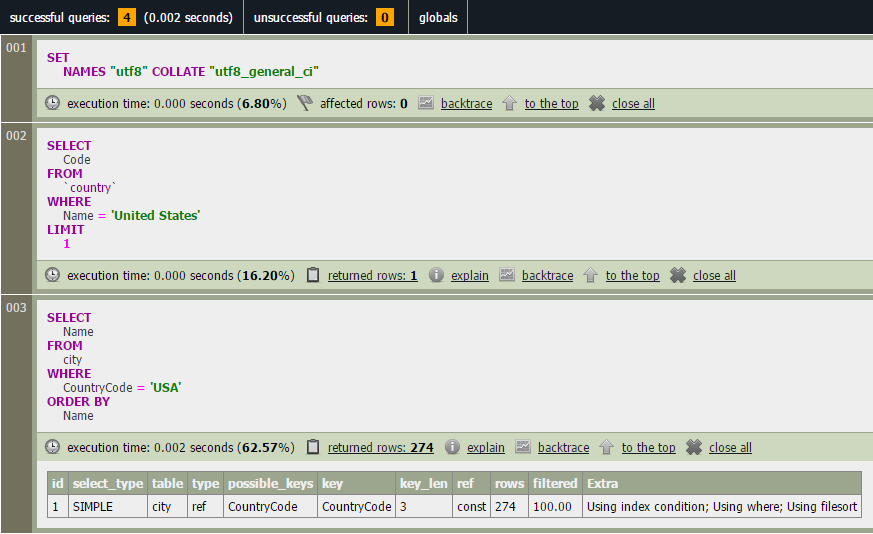 successful queries: 4 (0.002 seconds) unsuccessful queries: 0 globals
001
SET
NAMES "utf8" COLLATE "utf8_general_ci"
execution time: 0.000 seconds (6.80%) affected rows: 0 backtrace to the top close all
002
SELECT
Code
FROM
`country`
WHERE
Name = 'United States'
LIMIT
1
execution time: 0.000 seconds (16.20%) returned rows: 1 explain backtrace to the top close all
003
SELECT
Name
FROM
city
WHERE
CountryCode = 'USA'
ORDER BY
Name
execution time: 0.002 seconds (62.57%) returned rows: 274 explain backtrace to the top close all
id select_type table type possible_keys key key_len ref rows filtered Extra
1 SIMPLE city ref CountryCode CountryCode 3 const 274 100.00 Using index condition; Using where; Using filesort